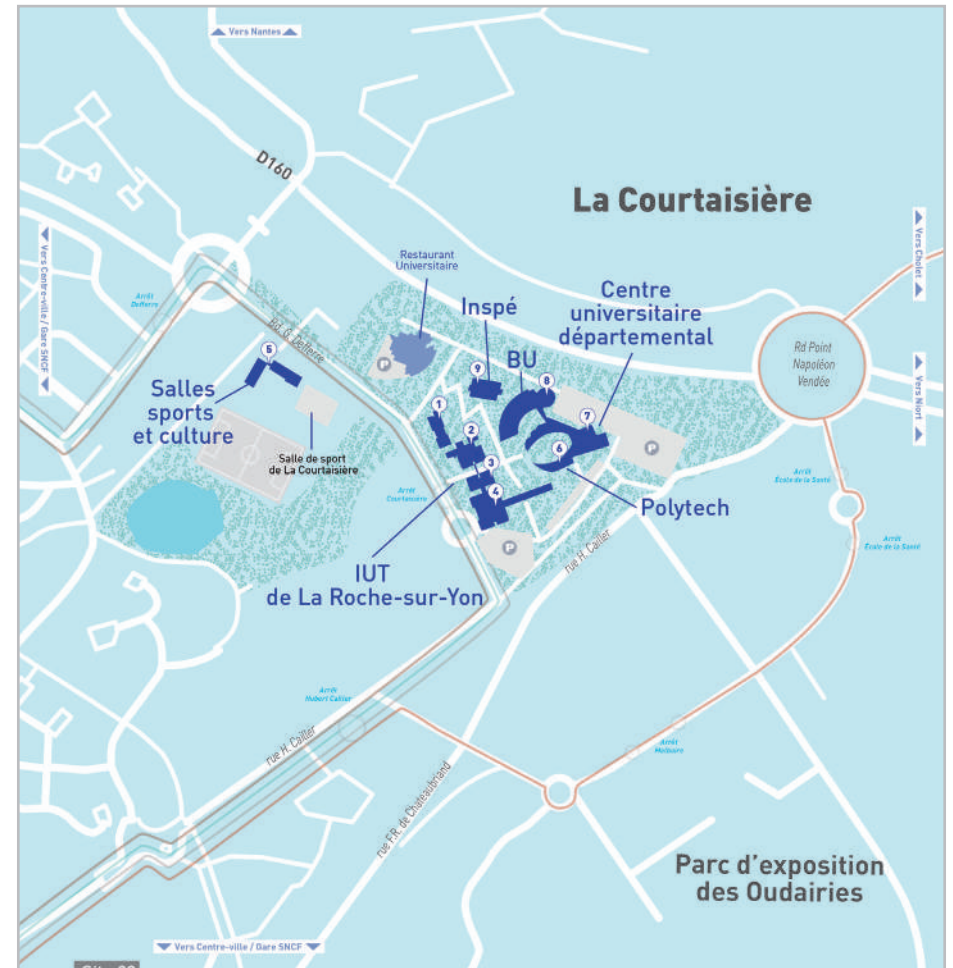 Vers Nantes
D160
La Courtaisière
Vers Centre-ville / Gare SNCF
Vers Cholet
Restaurant
Universitaire
Arrêt
Defferre
Inspé
Centre
universitaire
départemental
Bd. G. Defferre
Rd Point
Napoléon
Vendée
BU
5
9
8
P
Vers Niort
Salles
sports
et culture
1
7
2
Salle de sport
de La Courtaisière
6
P
3
Arrêt
École de la Santé
Arrêt
Courtaisière
4
Polytech
Arrêt
École de la Santé
P
rue H. Cailler
IUT
de La Roche-sur-Yon
Arrêt
Hubert Cailler
rue H. Cailler
Arrêt
rue F.R. de Chateaubriand
Parc d'exposition
des Oudairies
Vers Centre-ville / Gare SNCF